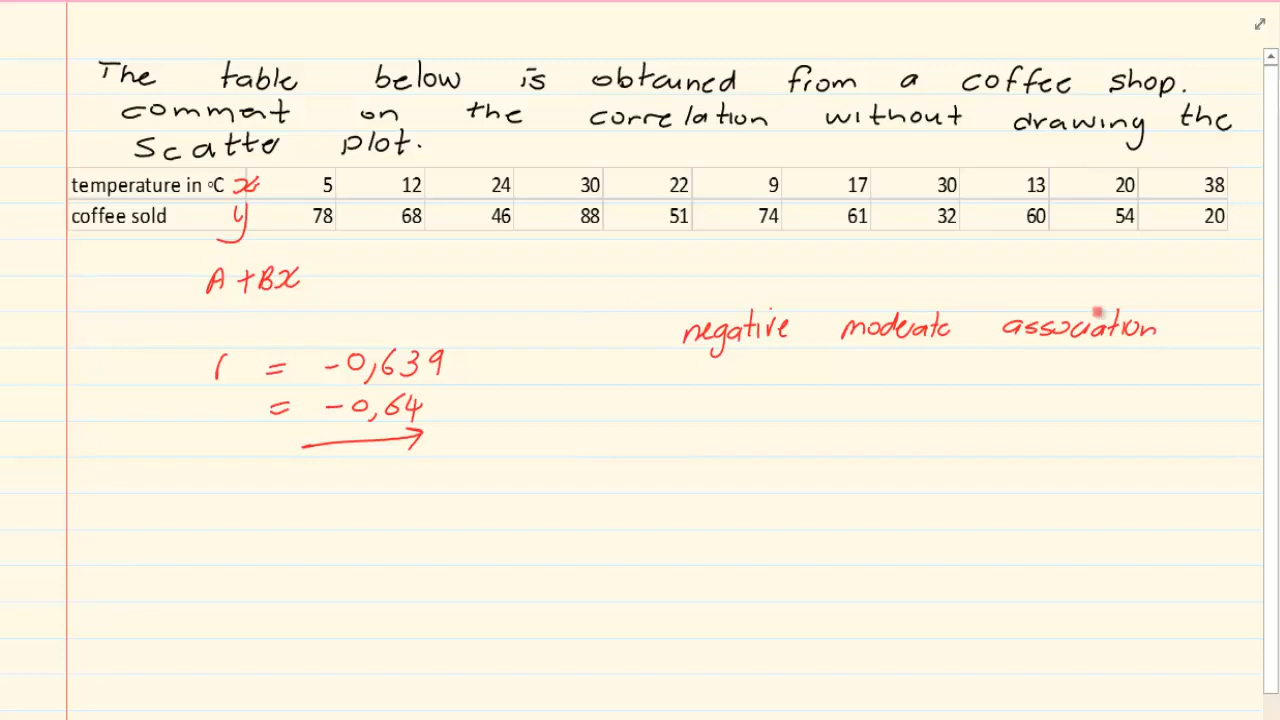 The table below is obtained from a coffee shop.
comment on the correlation without drawing the
scatte plot.
temperature in °C x 5 12 24 30 22 9 17 30 13 20 38
coffee sold y 78 68 46 88 51 74 61 32 60 54 20
A + Bx
negative moderate association
r = -0,639
= -0,64